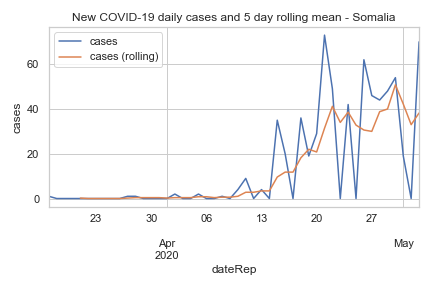 New COVID-19 daily cases and 5 day rolling mean - Somalia
cases
cases (rolling)
cases
60
40
20
0
23 30 06 13 20 27
Apr May
2020
dateRep